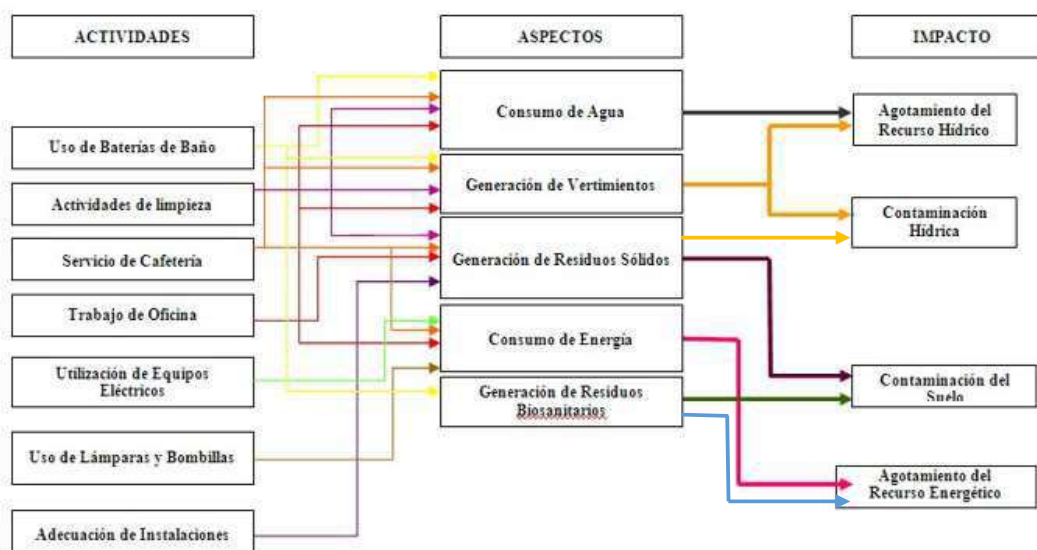 ACTIVIDADES
ASPECTOS
IMPACTO
Uso de Baterías de Baño
Actividades de limpieza
Servicio de Cafetería
Trabajo de Oficina
Utilización de Equipos
Eléctricos
Uso de Lámparas y Bombillas
Adecuación de Instalaciones
Consumo de Agua
Generación de Vertimientos
Generación de Residuos Sólidos
Consumo de Energía
Generación de Residuos
Biosanitarios
Agotamiento del
Recurso Hídrico
Contaminación
Hídrica
Contaminación del
Suelo
Agotamiento del
Recurso Energético